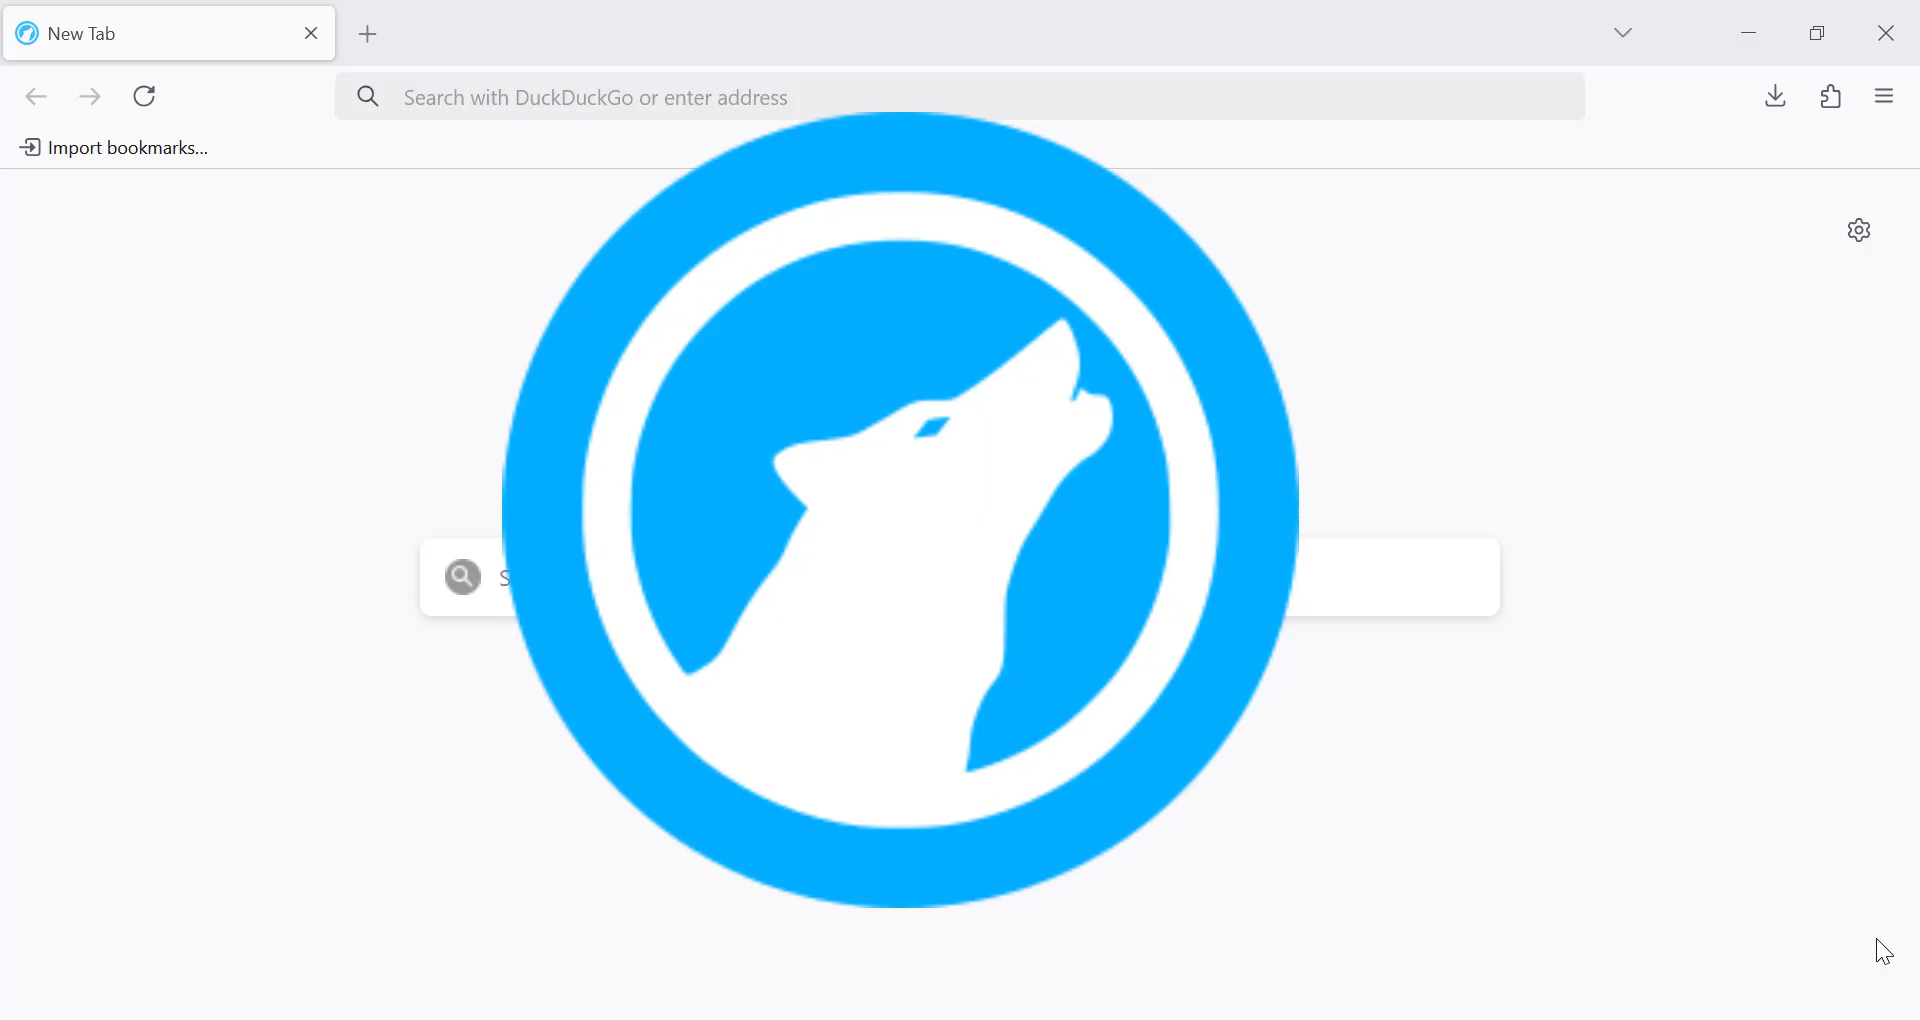 New Tab
Search with DuckDuckGo or enter address
Import bookmarks...
S